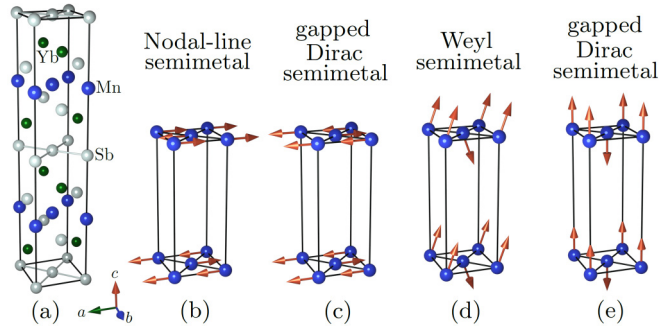 Nodal-line
semimetal
gapped
Dirac
semimetal
Weyl
semimetal
gapped
Dirac
semimetal
Yb
Mn
Sb
c
a
b
(a)
(b)
(c)
(d)
(e)